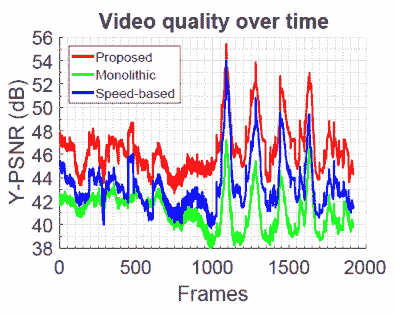 Video quality over time
Y-PSNR (dB)
56
54
52
50
48
46
44
42
40
38
Proposed
Monolithic
Speed-based
0 500 1000 1500 2000
Frames